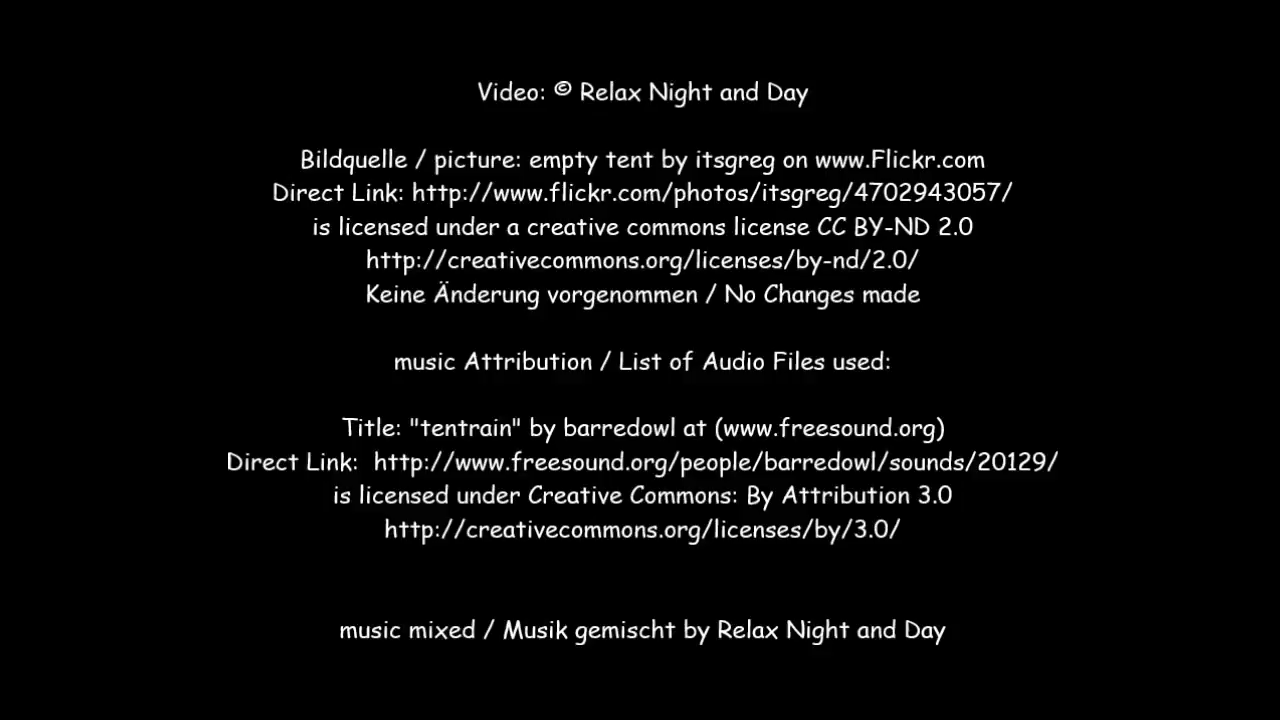 Video: © Relax Night and Day
Bildquelle / picture: empty tent by itsgreg on www.Flickr.com
Direct Link: http://www.flickr.com/photos/itsgreg/4702943057/
is licensed under a creative commons license CC BY-ND 2.0
http://creativecommons.org/licenses/by-nd/2.0/
Keine Änderung vorgenommen / No Changes made
music Attribution / List of Audio Files used:
Title: "tentrain" by barredowl at (www.freesound.org)
Direct Link:  http://www.freesound.org/people/barredowl/sounds/20129/
is licensed under Creative Commons: By Attribution 3.0
http://creativecommons.org/licenses/by/3.0/
music mixed / Musik gemischt by Relax Night and Day